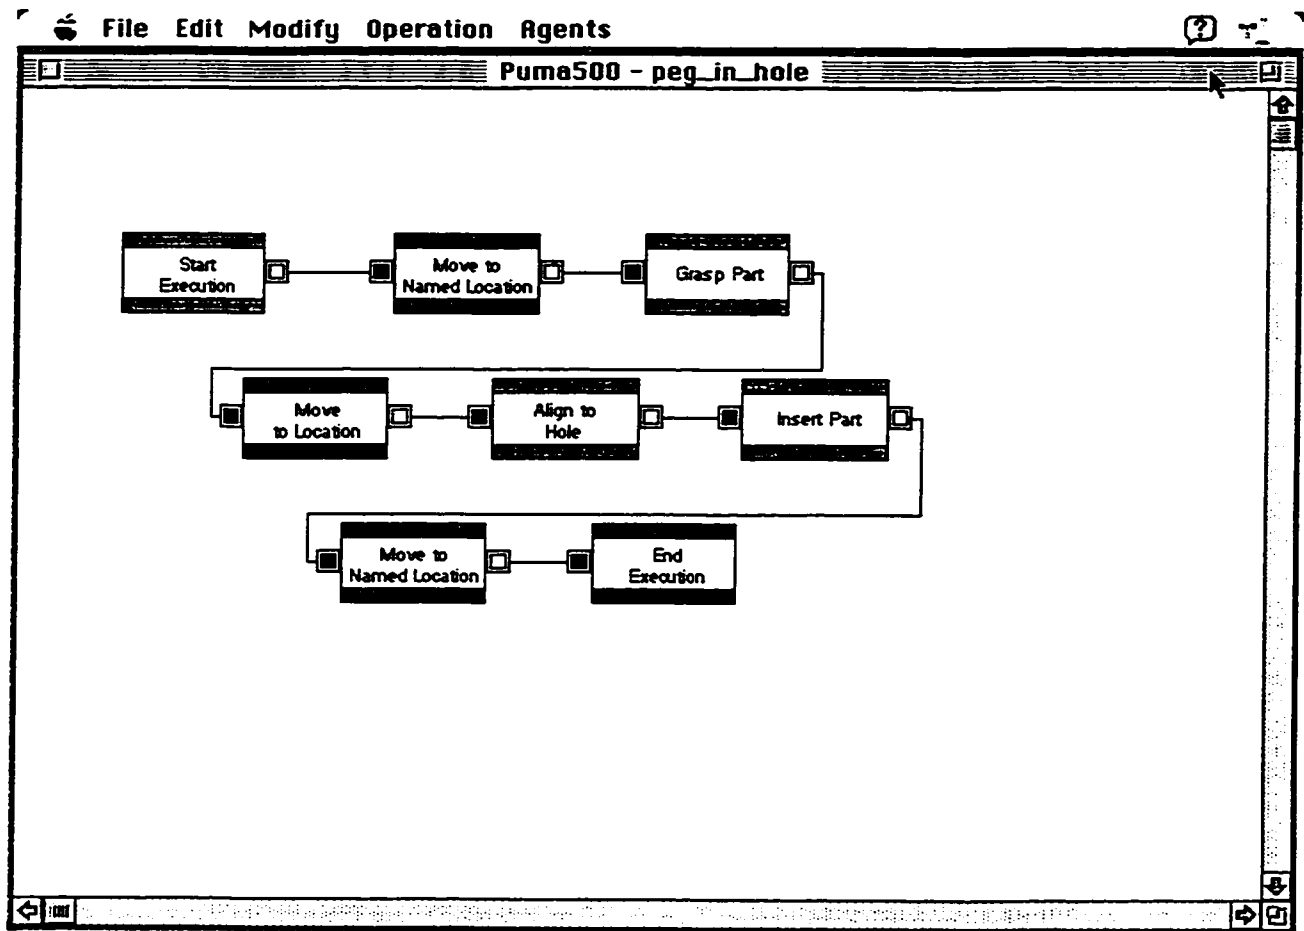 File Edit Modify Operation Agents
Puma500 - peg_in_hole
Start
Execution
Move to
Named Location
Grasp Part
Move
to Location
Align to
Hole
Insert Part
Move to
Named Location
End
Execution